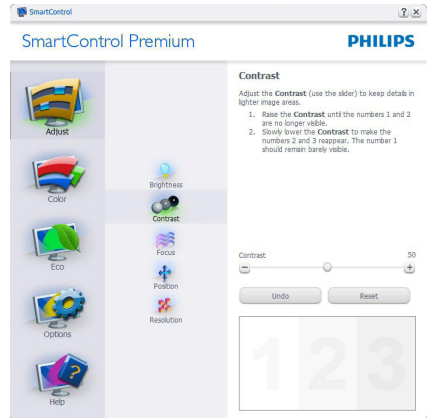 SmartControl
? ×
SmartControl Premium
PHILIPS
Adjust
Color
Eco
Options
Help
Brightness
Contrast
Focus
Position
Resolution
Contrast
Adjust the Contrast (use the slider) to keep details in
lighter image areas.
1. Raise the Contrast until the numbers 1 and 2
are no longer visible.
2. Slowly lower the Contrast to make the
numbers 2 and 3 reappear. The number 1
should remain barely visible.
Contrast 50
Undo Reset
1 2 3